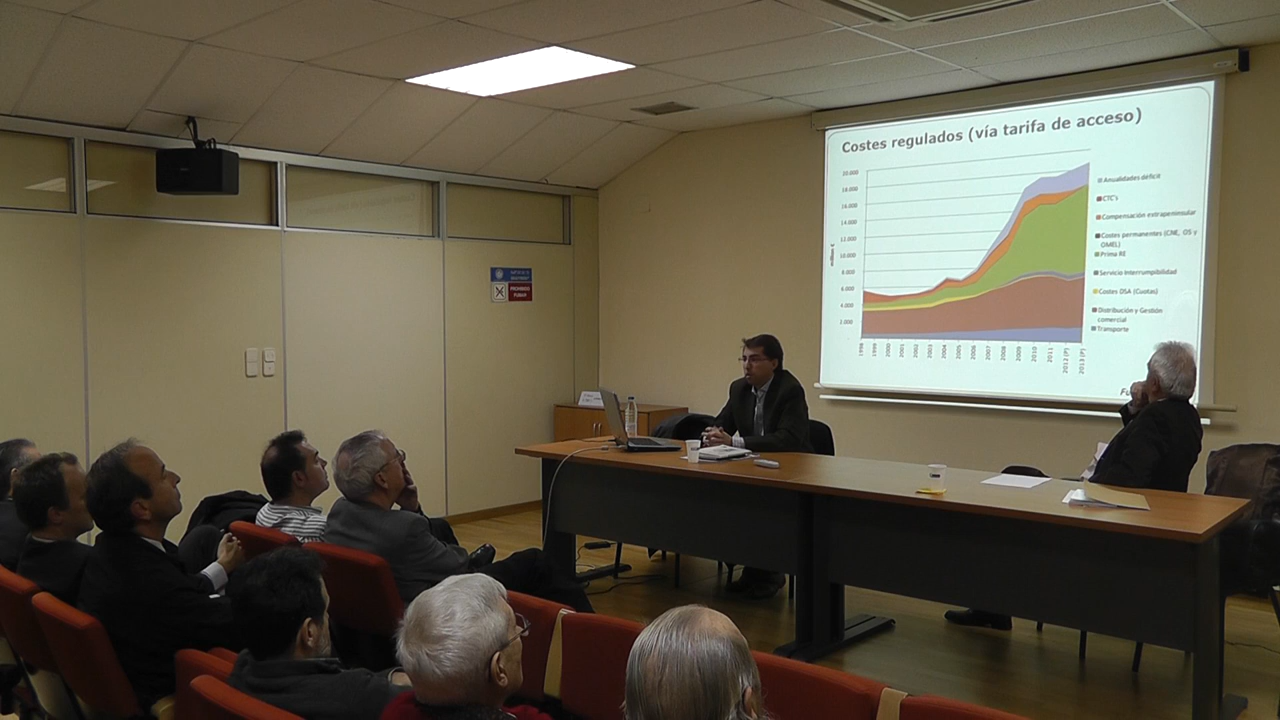 Costes regulados (vía tarifa de acceso)
20.000
18.000
16.000
14.000
12.000
10.000
8.000
6.000
4.000
2.000
millón €
1998
1999
2000
2001
2002
2003
2004
2005
2006
2007
2008
2009
2010
2011
2012 (P)
2013 (P)
Anualidades déficit
CTC's
Compensación extrapeninsular
Costes permanentes (CNE, OS y
OMEL)
Prima RE
Servicio Interrumpibilidad
Costes DSA (Cuotas)
Distribución y Gestión
comercial
Transporte
PROHIBIDO
FUMAR